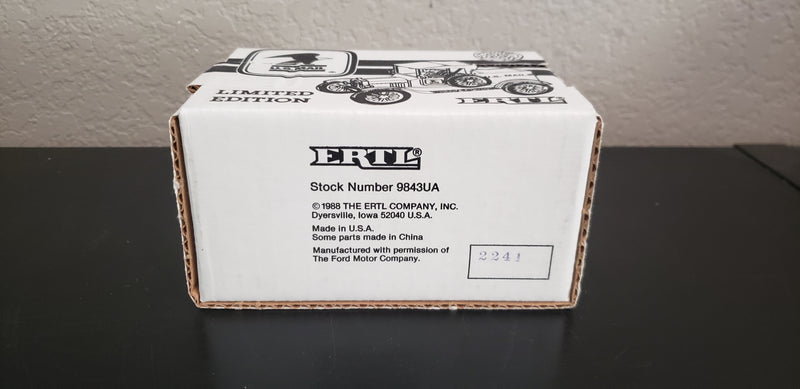 U.S. MAIL
LIMITED
EDITION
ERTL
ERTL®
Stock Number 9843UA
© 1988 THE ERTL COMPANY, INC.
Dyersville, Iowa 52040 U.S.A.
Made in U.S.A.
Some parts made in China
Manufactured with permission of
The Ford Motor Company.